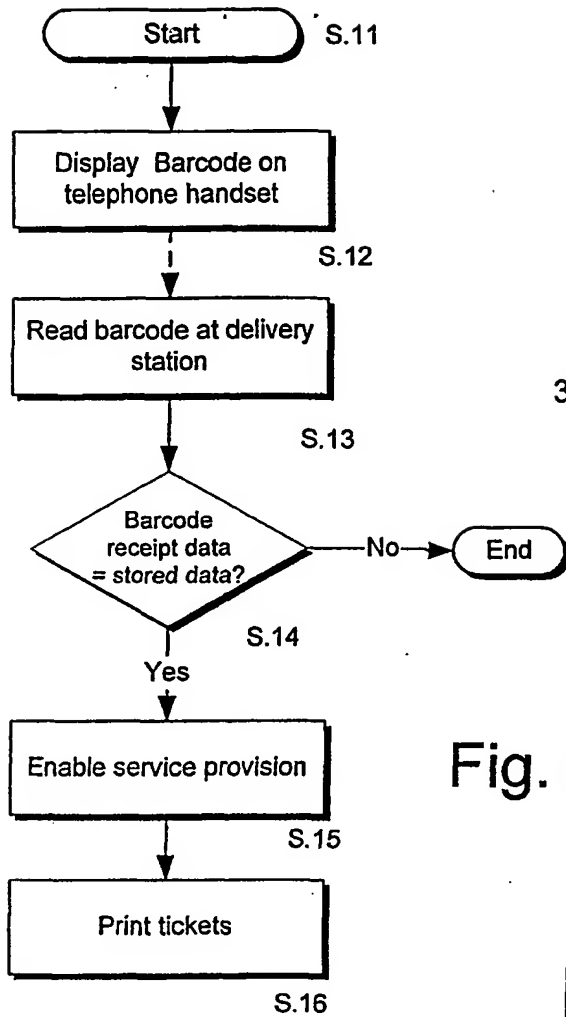 Start
S.11
Display Barcode on
telephone handset
S.12
Read barcode at delivery
station
3
S.13
Barcode
receipt data
= stored data?
No
End
S.14
Yes
Enable service provision
Fig.
S.15
Print tickets
S.16